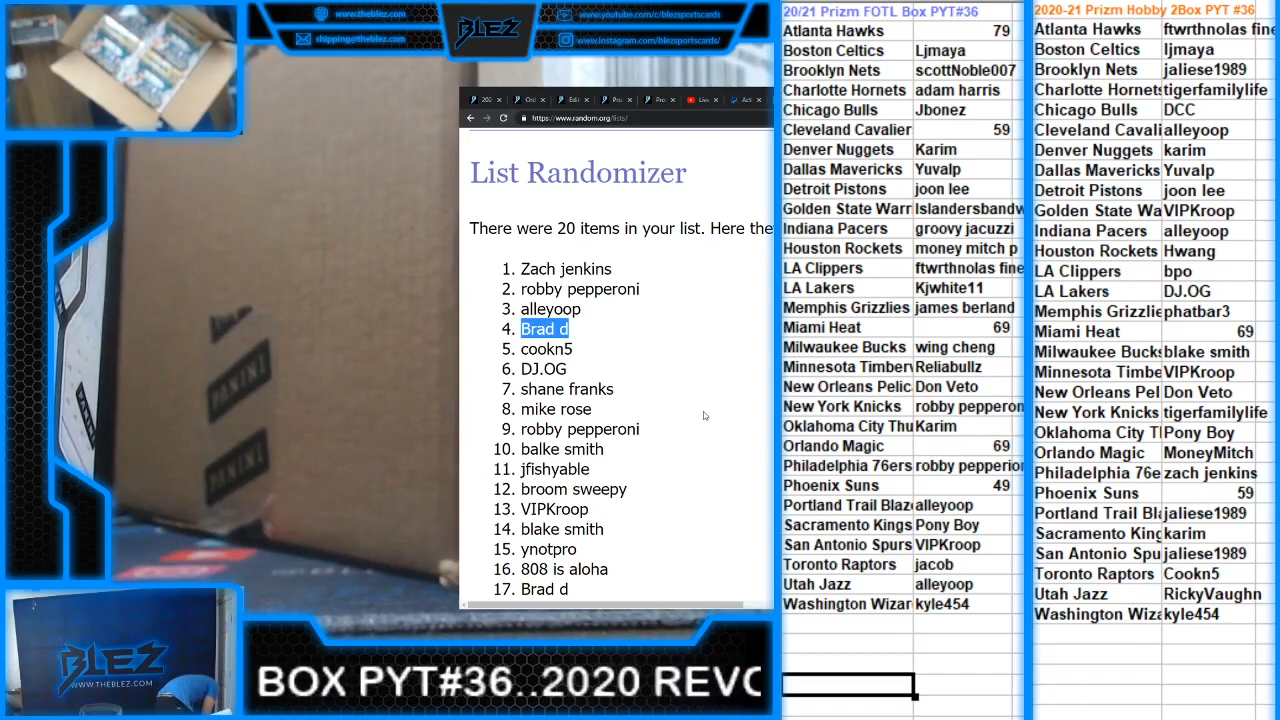 www.theblez.com
shipping@theblez.com
BLEZ
www.youtube.com/c/blezsportscards/
www.instagram.com/blezsportscards/
https://www.random.org/lists/
List Randomizer
There were 20 items in your list. Here the
1. Zach jenkins
2. robby pepperoni
3. alleyoop
4. Brad d
5. cookn5
6. DJ.OG
7. shane franks
8. mike rose
9. robby pepperoni
10. balke smith
11. jfishyable
12. broom sweepy
13. VIPKroop
14. blake smith
15. ynotpro
16. 808 is aloha
17. Brad d
PANINI
PANINI
BLEZ
WWW.THEBLEZ.COM
BOX PYT#36..2020 REVO
20/21 Prizm FOTL Box PYT#36
Atlanta Hawks 79
Boston Celtics Ljmaya
Brooklyn Nets scottNoble007
Charlotte Hornets adam harris
Chicago Bulls Jbonez
Cleveland Cavalier 59
Denver Nuggets Karim
Dallas Mavericks Yuvalp
Detroit Pistons joon lee
Golden State Warr Islandersbandw
Indiana Pacers groovy jacuzzi
Houston Rockets money mitch p
LA Clippers ftwrthnolas fine
LA Lakers Kjwhite11
Memphis Grizzlies james berland
Miami Heat 69
Milwaukee Bucks wing cheng
Minnesota Timberv Reliabullz
New Orleans Pelic Don Veto
New York Knicks robby pepperon
Oklahoma City Thu Karim
Orlando Magic 69
Philadelphia 76ers robby pepperior
Phoenix Suns 49
Portland Trail Blaz alleyoop
Sacramento Kings Pony Boy
San Antonio Spurs VIPKroop
Toronto Raptors jacob
Utah Jazz alleyoop
Washington Wizar kyle454
2020-21 Prizm Hobby 2Box PYT #36
Atlanta Hawks ftwrthnolas fine
Boston Celtics ljmaya
Brooklyn Nets jaliese1989
Charlotte Hornets tigerfamilylife
Chicago Bulls DCC
Cleveland Cavali alleyoop
Denver Nuggets karim
Dallas Mavericks Yuvalp
Detroit Pistons joon lee
Golden State Wa VIPKroop
Indiana Pacers alleyoop
Houston Rockets Hwang
LA Clippers bpo
LA Lakers DJ.OG
Memphis Grizzlie phatbar3
Miami Heat 69
Milwaukee Bucks blake smith
Minnesota Timbe VIPKroop
New Orleans Pel Don Veto
New York Knicks tigerfamilylife
Oklahoma City T Pony Boy
Orlando Magic MoneyMitch
Philadelphia 76e zach jenkins
Phoenix Suns 59
Portland Trail Bl jaliese1989
Sacramento King karim
San Antonio Spu jaliese1989
Toronto Raptors Cookn5
Utah Jazz RickyVaughn
Washington Wiza kyle454